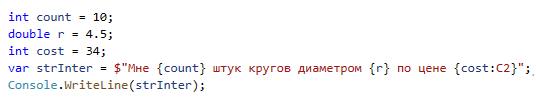 int count = 10;
double r = 4.5;
int cost = 34;
var strInter = $"Мне {count} штук кругов диаметром {r} по цене {cost:C2}";
Console.WriteLine(strInter);